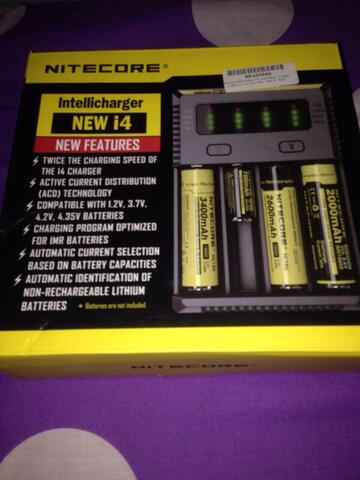 NITECORE®
Intellicharger
NEW i4
NEW FEATURES
TWICE THE CHARGING SPEED OF
THE I4 CHARGER
ACTIVE CURRENT DISTRIBUTION
(ACD) TECHNOLOGY
COMPATIBLE WITH 1.2V, 3.7V,
4.2V, 4.35V BATTERIES
CHARGING PROGRAM OPTIMIZED
FOR IMR BATTERIES
AUTOMATIC CURRENT SELECTION
BASED ON BATTERY CAPACITIES
AUTOMATIC IDENTIFICATION OF
NON-RECHARGEABLE LITHIUM
BATTERIES
* Batteries are not included.
C
V
NITECORE
3400mAh
NITECORE
2600mAh
2000mAh
NITECORE